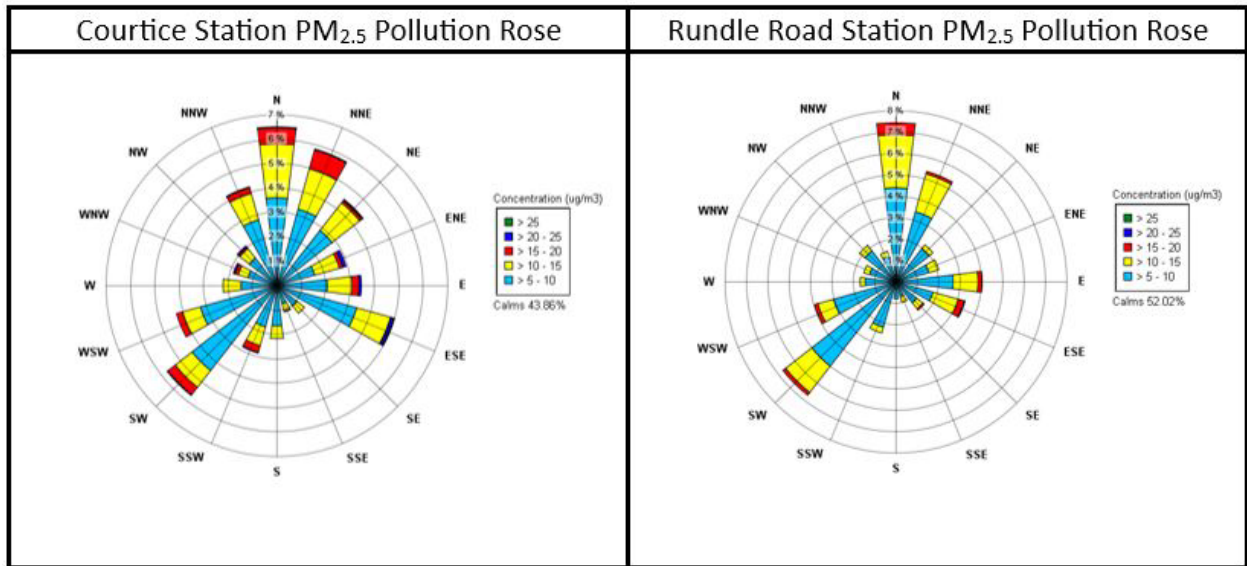 Courtice Station PM2.5 Pollution Rose
N
NNW
NNE
NW
NE
WNW
ENE
W
E
WSW
ESE
SW
SE
SSW
SSE
S
7 %
6 %
5 %
4 %
3 %
2 %
1 %
Concentration (ug/m3)
> 25
> 20 - 25
> 15 - 20
> 10 - 15
> 5 - 10
Calms 43.86%
Rundle Road Station PM2.5 Pollution Rose
N
NNW
NNE
NW
NE
WNW
ENE
W
E
WSW
ESE
SW
SE
SSW
SSE
S
8 %
7 %
6 %
5 %
4 %
3 %
2 %
1 %
Concentration (ug/m3)
> 25
> 20 - 25
> 15 - 20
> 10 - 15
> 5 - 10
Calms 52.02%